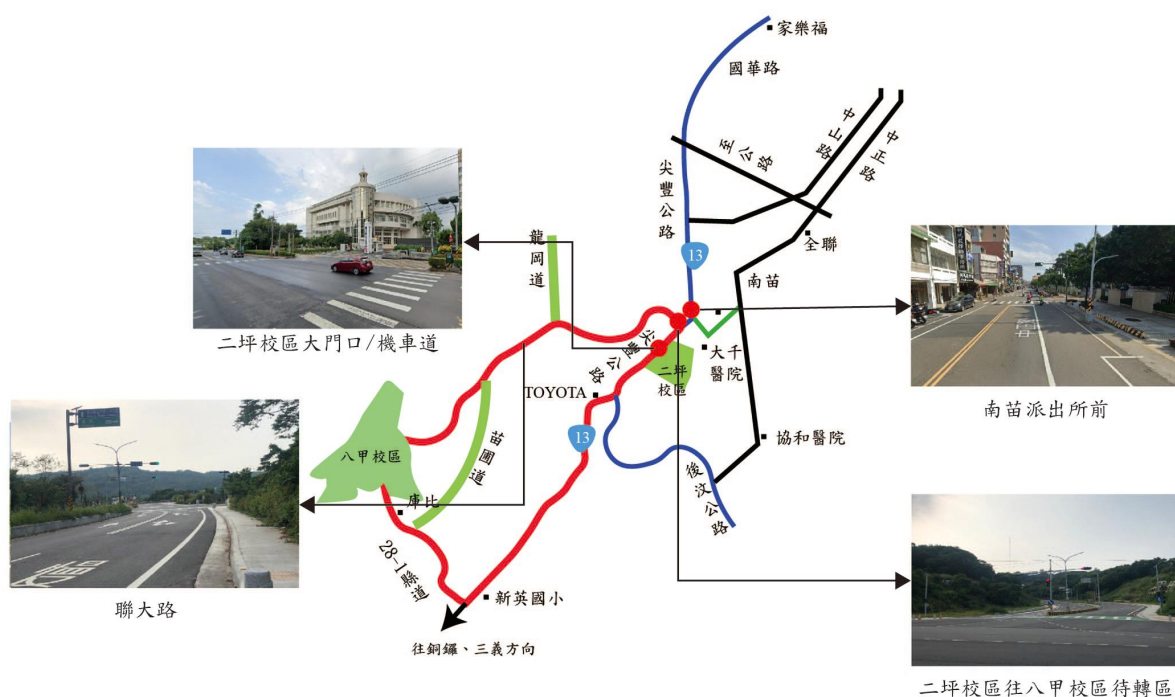 家樂福
國華路
中山路
中正路
至公路
尖豐公路
13
全聯
南苗
龍岡道
二坪校區大門口/機車道
大千
醫院
南苗派出所前
尖豐公路
二坪
校區
TOYOTA
13
苗圃道
八甲校區
協和醫院
後汶公路
庫比
28-1縣道
聯大路
新英國小
往銅鑼、三義方向
二坪校區往八甲校區待轉區